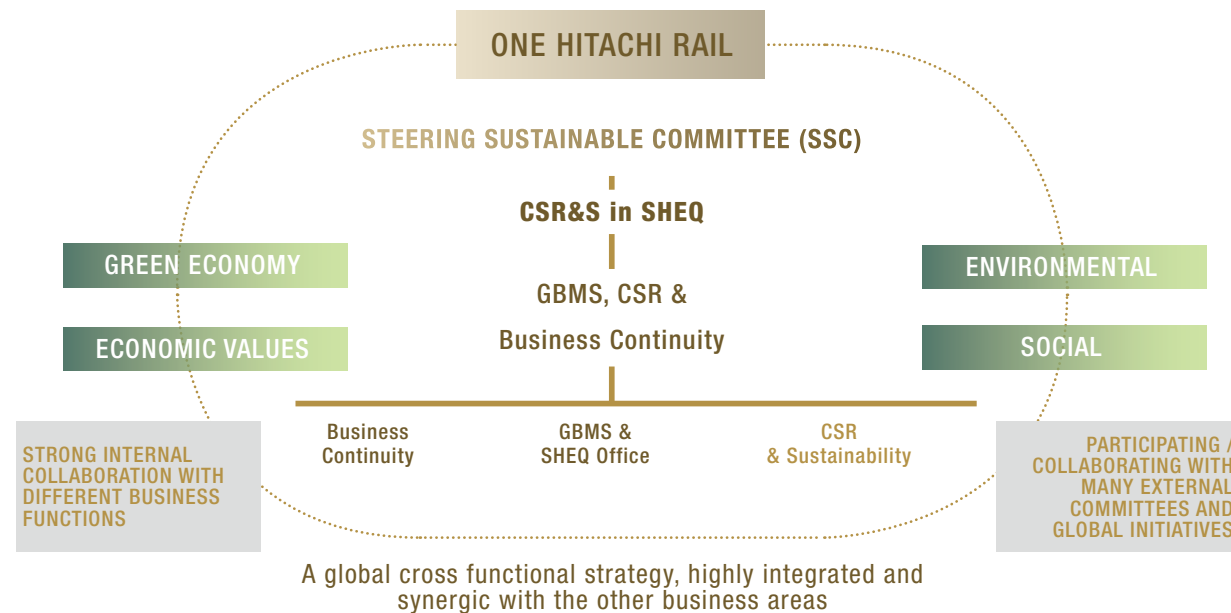 ONE HITACHI RAIL
STEERING SUSTAINABLE COMMITTEE (SSC)
CSR&S in SHEQ
GREEN ECONOMY
ENVIRONMENTAL
GBMS, CSR &
Business Continuity
ECONOMIC VALUES
SOCIAL
Business
Continuity
GBMS &
SHEQ Office
CSR
& Sustainability
STRONG INTERNAL
COLLABORATION WITH
DIFFERENT BUSINESS
FUNCTIONS
PARTICIPATING /
COLLABORATING WITH
MANY EXTERNAL
COMMITTEES AND
GLOBAL INITIATIVES
A global cross functional strategy, highly integrated and
synergic with the other business areas